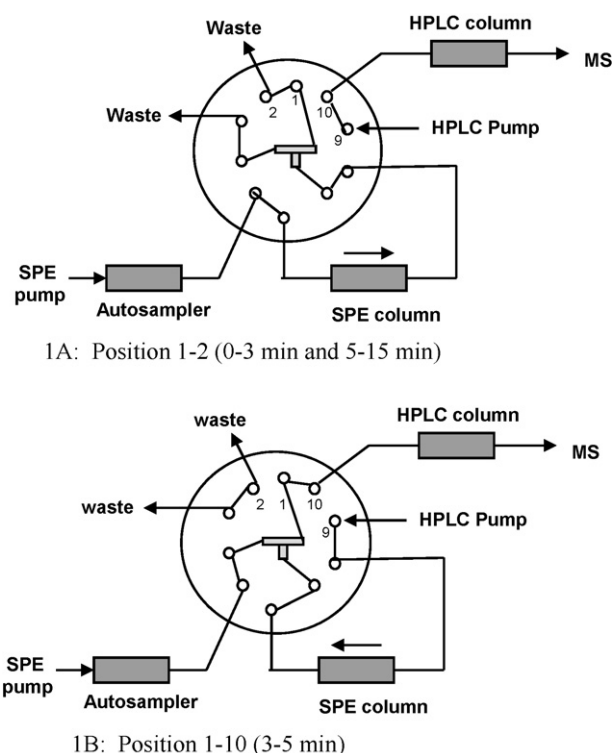 HPLC column
Waste
MS
2
1
10
9
Waste
HPLC Pump
SPE
pump
Autosampler
SPE column
1A: Position 1-2 (0-3 min and 5-15 min)
HPLC column
waste
MS
waste
2
1
10
9
HPLC Pump
SPE
pump
Autosampler
SPE column
1B: Position 1-10 (3-5 min)